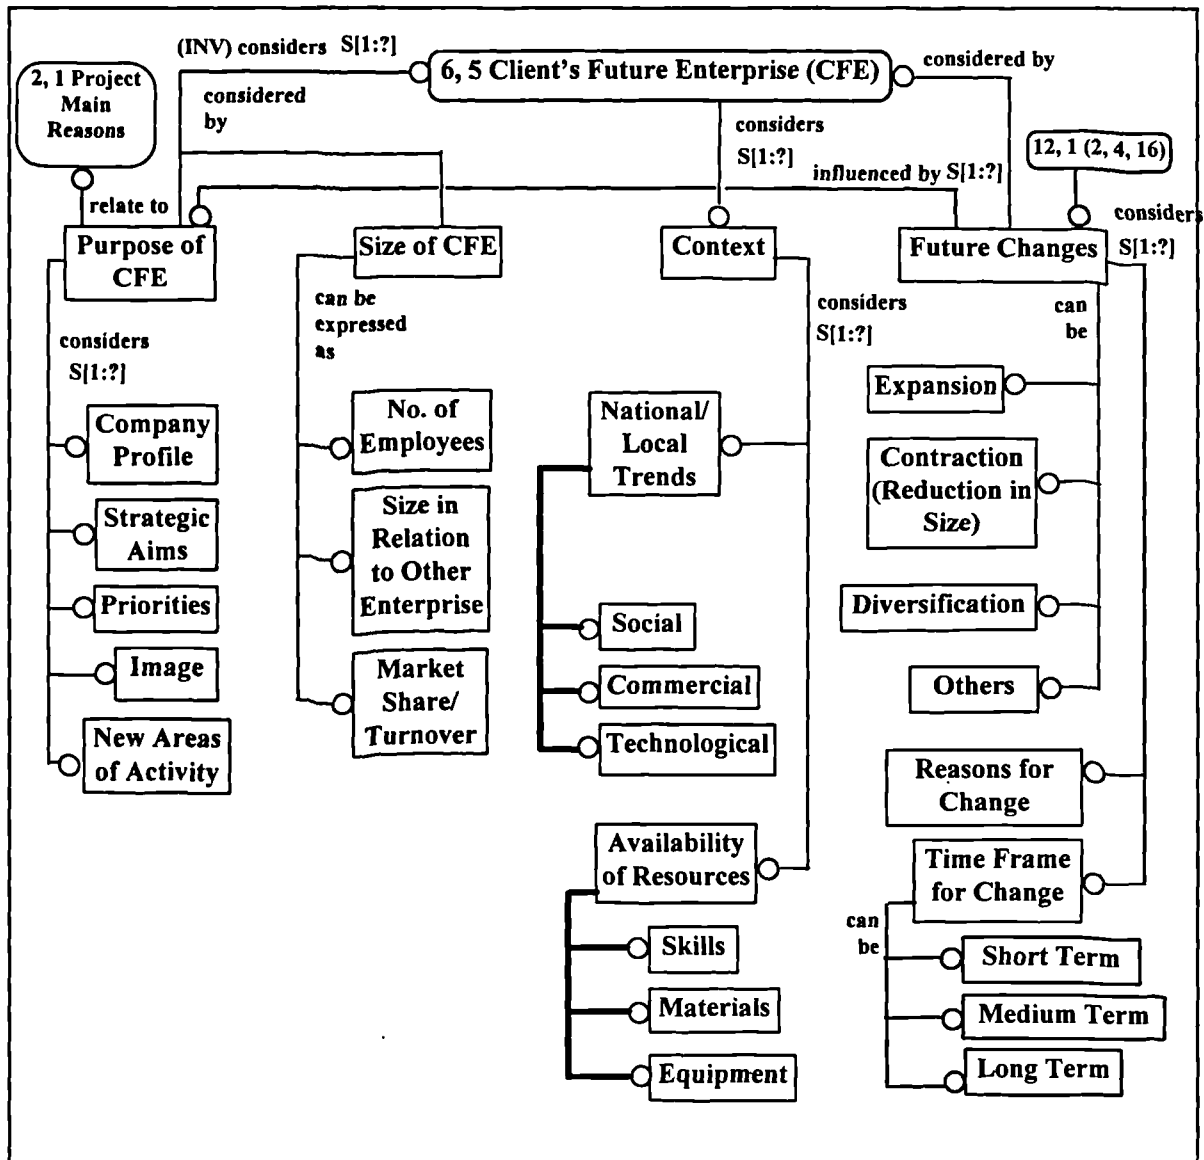 (INV) considers S[1:?]
6, 5 Client's Future Enterprise (CFE)
considered by
2, 1 Project
Main
Reasons
considered
by
considers
S[1:?]
12, 1 (2, 4, 16)
influenced by S[1:?]
relate to
considers
S[1:?]
Purpose of
CFE
Size of CFE
Context
Future Changes
considers
S[1:?]
can be
expressed
as
considers
S[1:?]
can
be
Company
Profile
Strategic
Aims
Priorities
Image
New Areas
of Activity
No. of
Employees
Size in
Relation
to Other
Enterprise
Market
Share/
Turnover
National/
Local
Trends
Social
Commercial
Technological
Availability
of Resources
Skills
Materials
Equipment
Expansion
Contraction
(Reduction in
Size)
Diversification
Others
Reasons for
Change
Time Frame
for Change
can
be
Short Term
Medium Term
Long Term